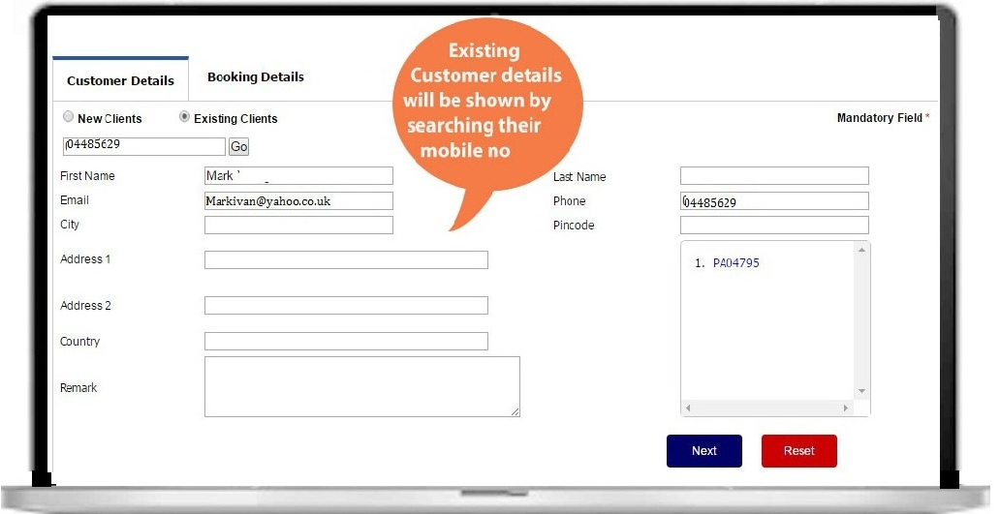 Existing
Customer details
will be shown by
searching their
mobile no
Customer Details
Booking Details
New Clients
Existing Clients
Mandatory Field *
04485629
Go
First Name
Mark
Last Name
Email
Markivan@yahoo.co.uk
Phone
04485629
City
Pincode
Address 1
1. PA04795
Address 2
Country
Remark
Next
Reset